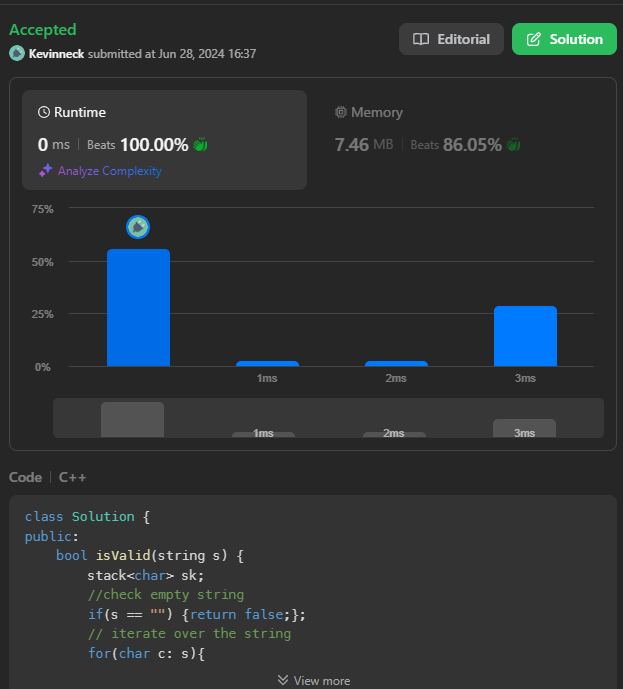 Accepted
Kevinneck submitted at Jun 28, 2024 16:37
Editorial
Solution
Runtime
0 ms | Beats 100.00%
Analyze Complexity
Memory
7.46 MB | Beats 86.05%
75%
50%
25%
0%
1ms 2ms 3ms
1ms 2ms 3ms
Code | C++
class Solution {
public:
    bool isValid(string s) {
        stack<char> sk;
        //check empty string
        if(s == "") {return false;};
        // iterate over the string
        for(char c: s){
View more